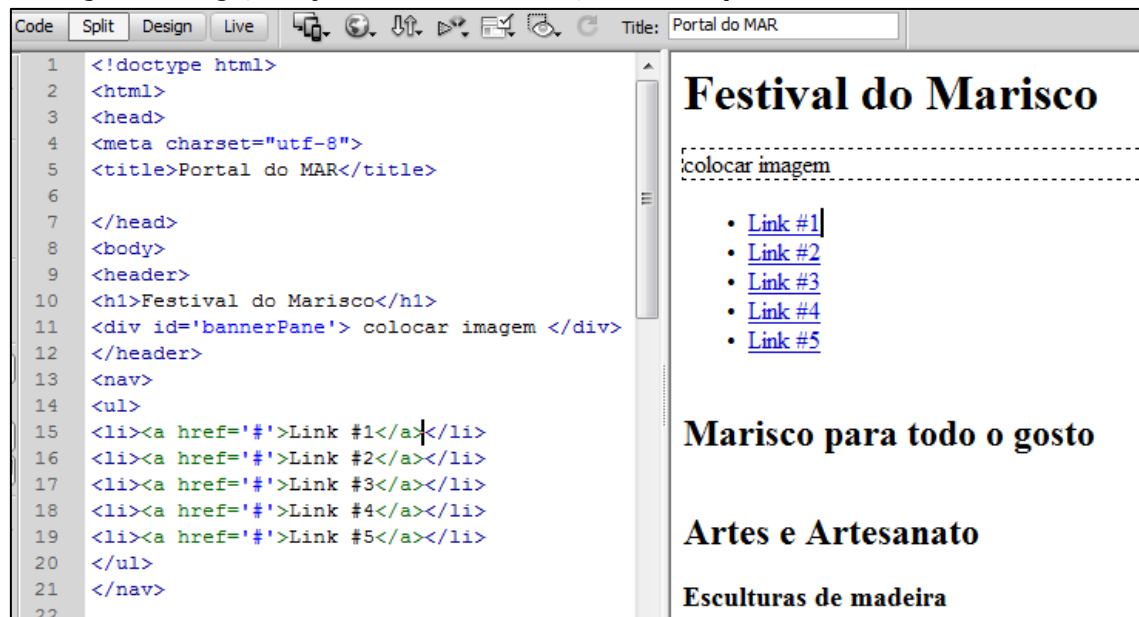 Code Split Design Live Title: Portal do MAR
1 <!doctype html>
2 <html>
3 <head>
4 <meta charset="utf-8">
5 <title>Portal do MAR</title>
6
7 </head>
8 <body>
9 <header>
10 <h1>Festival do Marisco</h1>
11 <div id='bannerPane'> colocar imagem </div>
12 </header>
13 <nav>
14 <ul>
15 <li><a href='#'>Link #1</a></li>
16 <li><a href='#'>Link #2</a></li>
17 <li><a href='#'>Link #3</a></li>
18 <li><a href='#'>Link #4</a></li>
19 <li><a href='#'>Link #5</a></li>
20 </ul>
21 </nav>
22
Festival do Marisco
colocar imagem
• Link #1
• Link #2
• Link #3
• Link #4
• Link #5
Marisco para todo o gosto
Artes e Artesanato
Esculturas de madeira